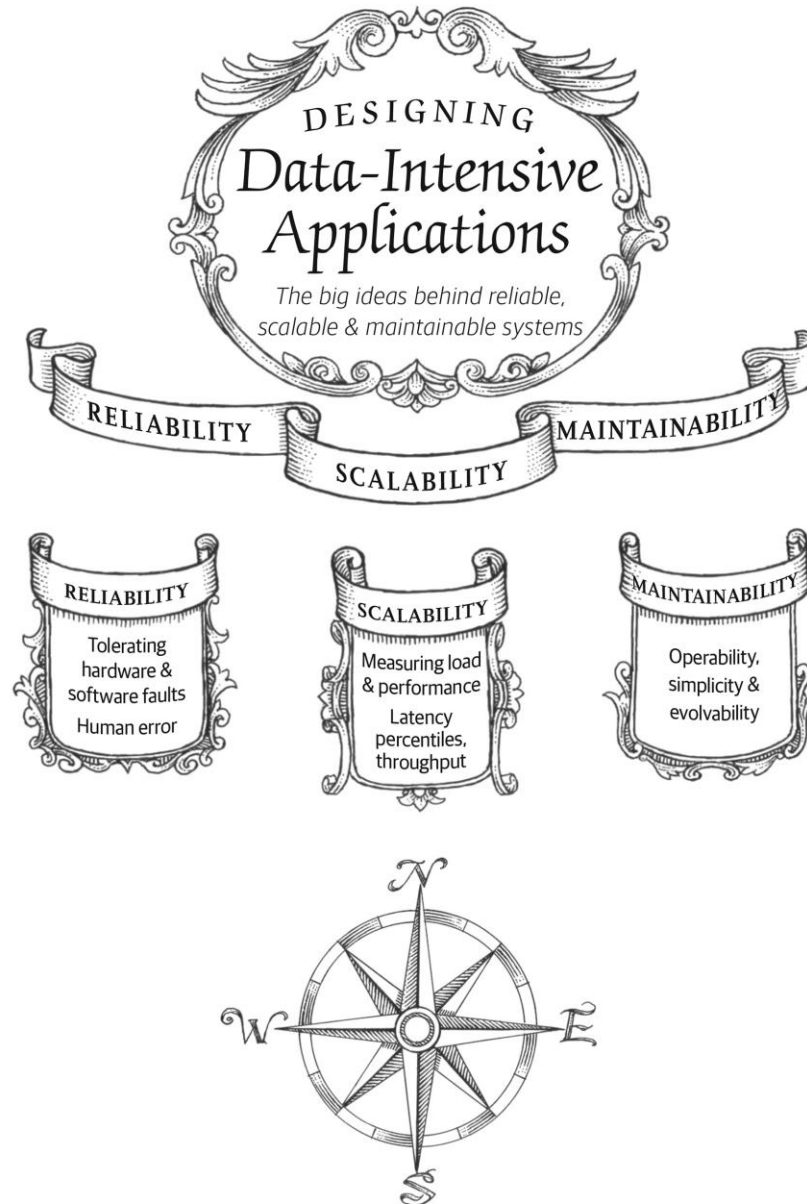 DESIGNING
Data-Intensive
Applications
The big ideas behind reliable,
scalable & maintainable systems
RELIABILITY
SCALABILITY
MAINTAINABILITY
RELIABILITY
Tolerating
hardware &
software faults
Human error
SCALABILITY
Measuring load
& performance
Latency
percentiles,
throughput
MAINTAINABILITY
Operability,
simplicity &
evolvability
N
W
E
S